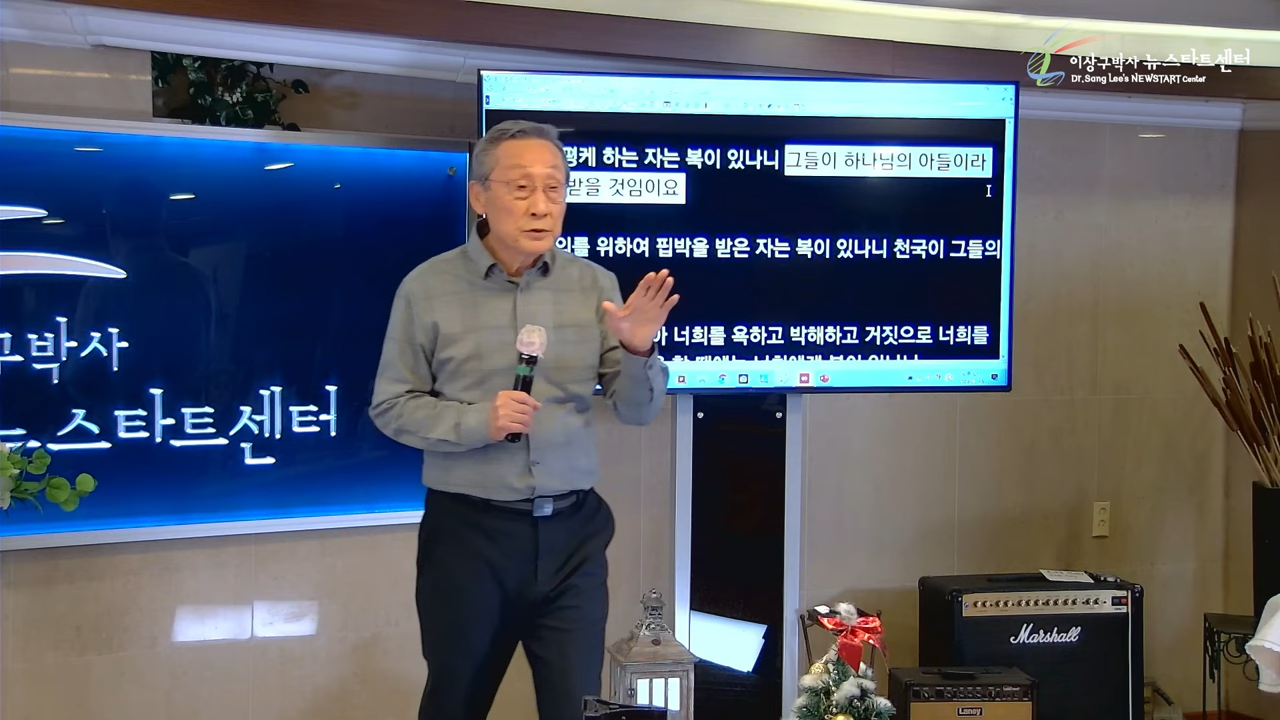 이상구박사 뉴스타트센터
Dr. Sang Lee's NEWSTART Center
하는 자는 복이 있나니 그들이 하나님의 아들이라
받을 것임이요
의를 위하여 핍박을 받은 자는 복이 있나니 천국이 그들의
너희를 욕하고 박해하고 거짓으로 너희를
박사
스타트센터
Marshall
Laney